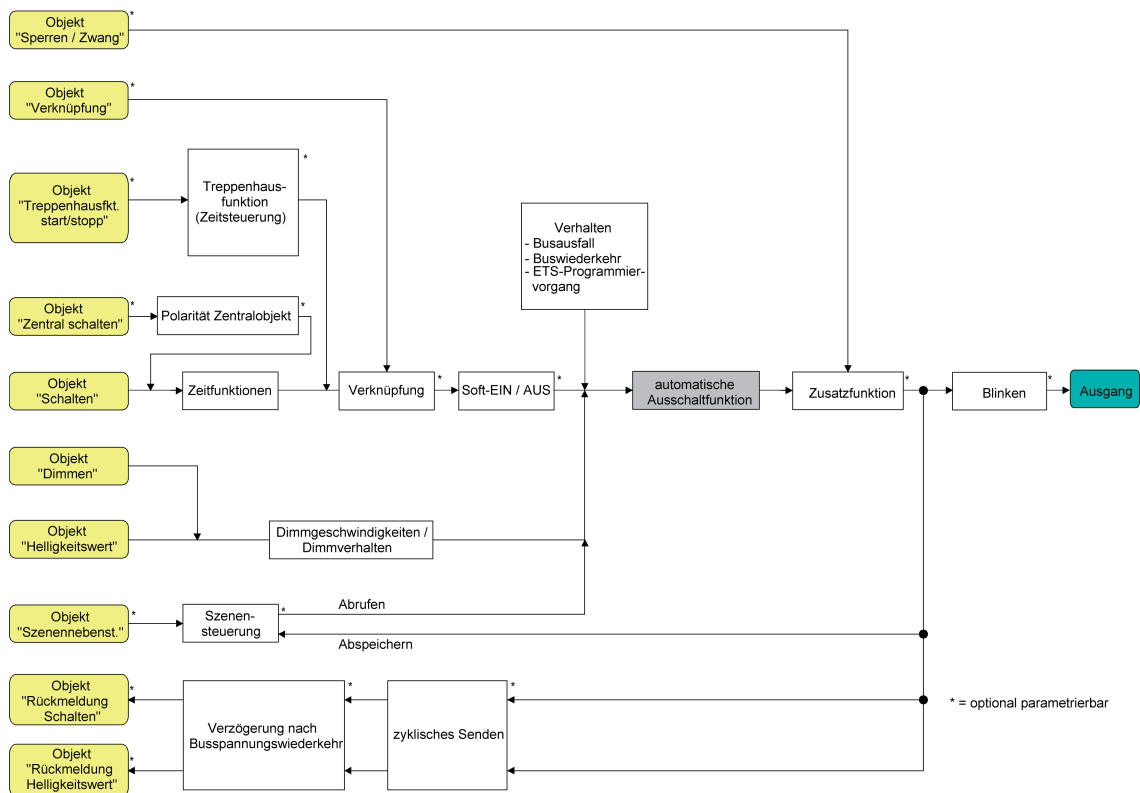 Objekt
"Sperren / Zwang"
*
Objekt
"Verknüpfung"
*
Objekt
"Treppenhausfkt.
start/stopp"
*
Treppenhaus-
funktion
(Zeitsteuerung)
*
Verhalten
- Busausfall
- Buswiederkehr
- ETS-Programmier-
vorgang
Objekt
"Zentral schalten"
*
Polarität Zentralobjekt
*
Objekt
"Schalten"
Zeitfunktionen
Verknüpfung
*
Soft-EIN / AUS
*
automatische
Ausschaltfunktion
Zusatzfunktion
*
Blinken
*
Ausgang
Objekt
"Dimmen"
Objekt
"Helligkeitswert"
Dimmgeschwindigkeiten /
Dimmverhalten
Objekt
"Szenennebenst."
*
Szenen-
steuerung
*
Abrufen
Abspeichern
Objekt
"Rückmeldung
Schalten"
*
Verzögerung nach
Busspannungswiederkehr
*
zyklisches Senden
*
* = optional parametrierbar
Objekt
"Rückmeldung
Helligkeitswert"
*